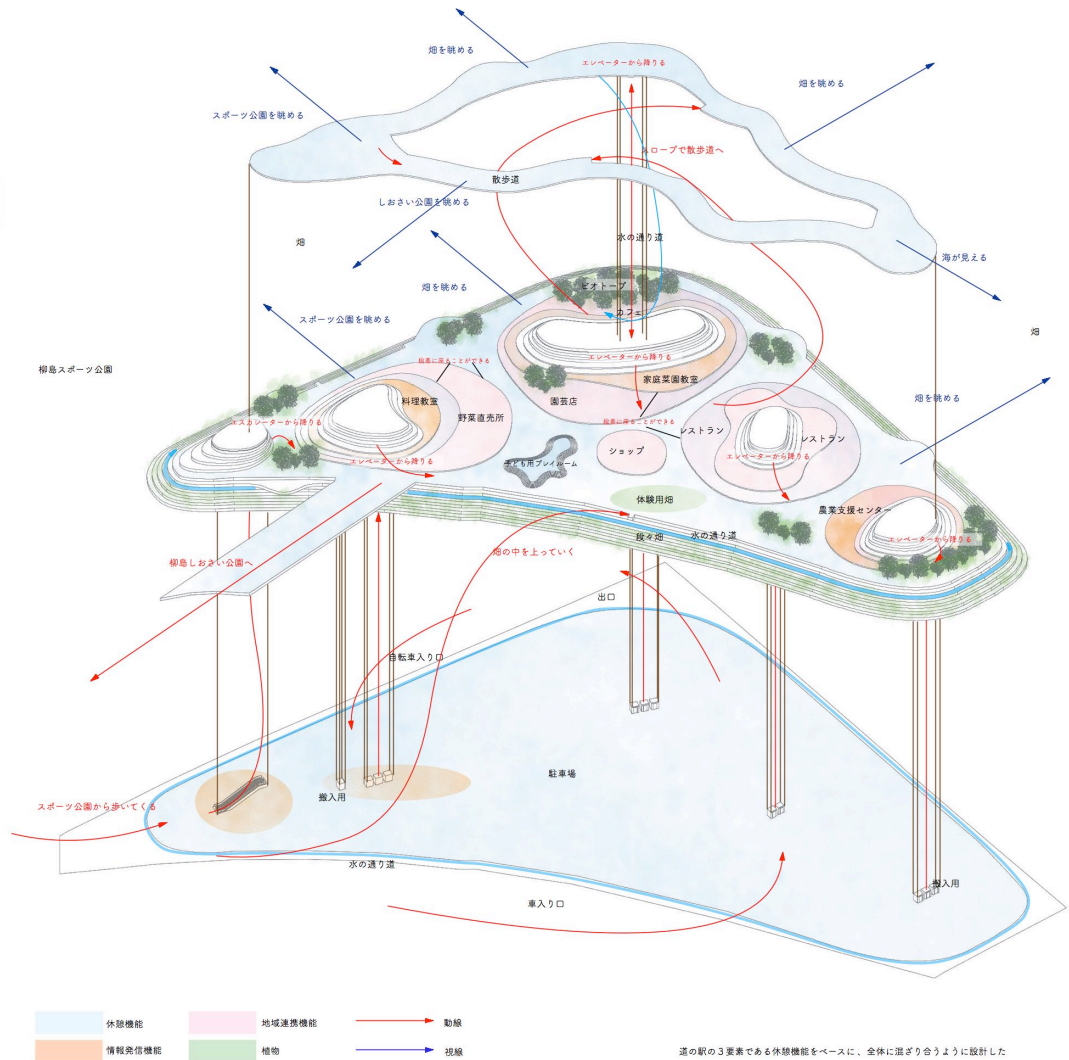 畑を眺める
エレベーターから降りる
畑を眺める
スポーツ公園を眺める
スロープで散歩道へ
散歩道
しおさい公園を眺める
畑
水の通り道
海が見える
畑を眺める
ビオトープ
カフェ
スポーツ公園を眺める
畑
柳島スポーツ公園
エレベーターから降りる
家庭菜園教室
畑を眺める
料理教室
園芸店
野菜直売所
エスカレーターから降りる
レストラン
レストラン
ショップ
エレベーターから降りる
子ども用プレイルーム
エレベーターから降りる
体験用畑
農業支援センター
段々畑
水の通り道
エレベーターから降りる
畑の中を上っていく
柳島しおさい公園へ
出口
自転車入り口
駐車場
搬入用
スポーツ公園から歩いてくる
水の通り道
搬入用
車入り口
休憩機能
地域連携機能
動線
情報発信機能
植物
視線
道の駅の3要素である休憩機能をベースに、全体に混ざり合うように設計した